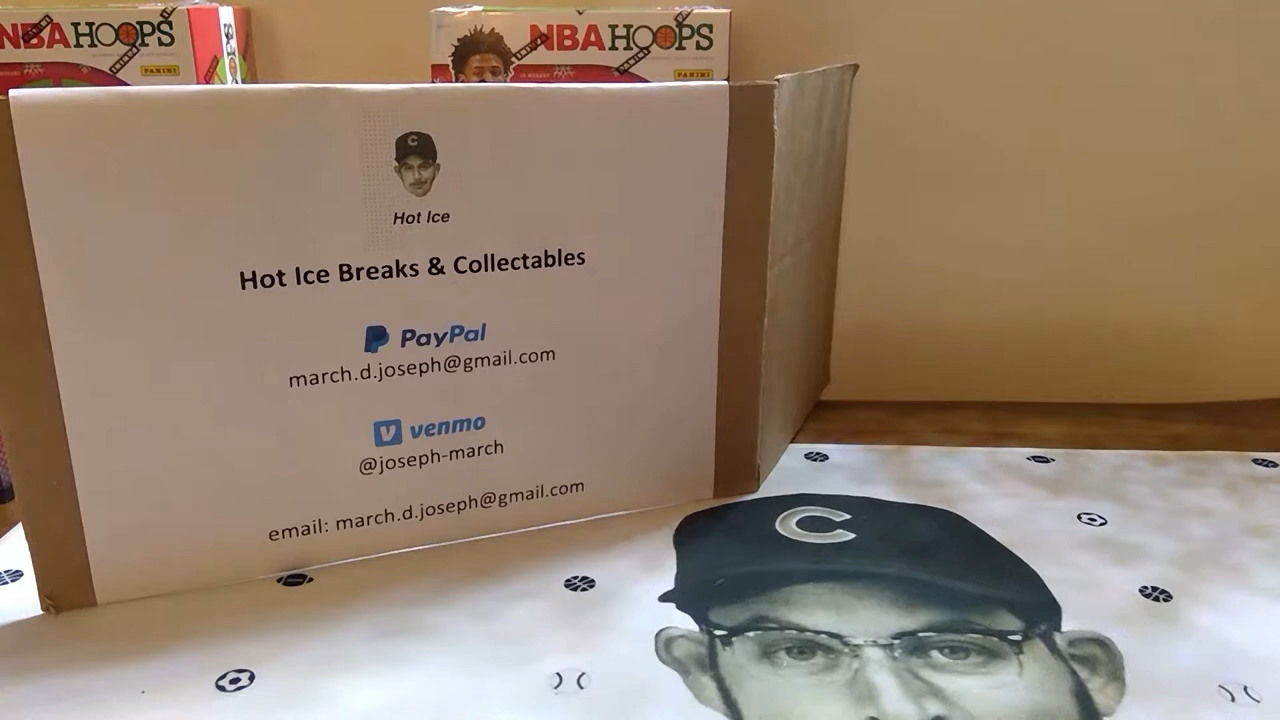 NBA HOOPS
PANINI
NBA HOOPS
PANINI
C
Hot Ice
Hot Ice Breaks & Collectables
PayPal
march.d.joseph@gmail.com
venmo
@joseph-march
email: march.d.joseph@gmail.com
C